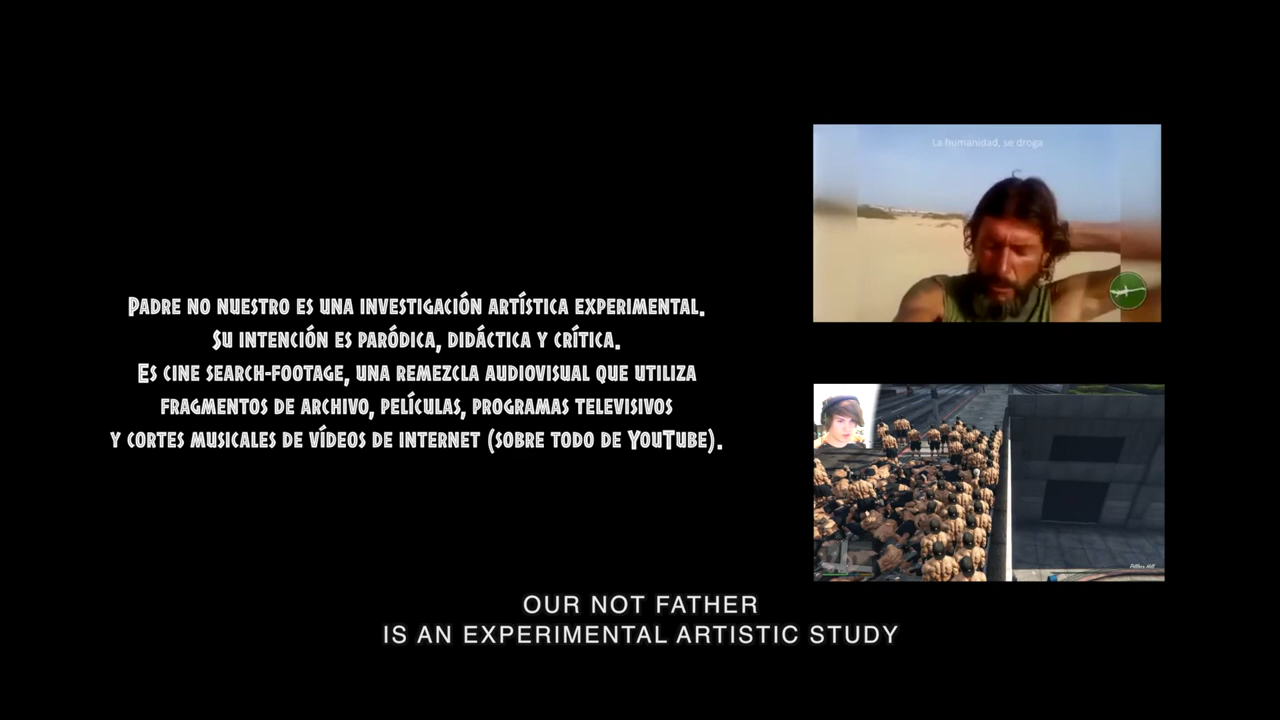 La humanidad, se droga
Padre no nuestro es una investigación artística experimental.
Su intención es paródica, didáctica y crítica.
Es cine search-footage, una remezcla audiovisual que utiliza
fragmentos de archivo, películas, programas televisivos
y cortes musicales de vídeos de internet (sobre todo de YouTube).
OUR NOT FATHER
IS AN EXPERIMENTAL ARTISTIC STUDY